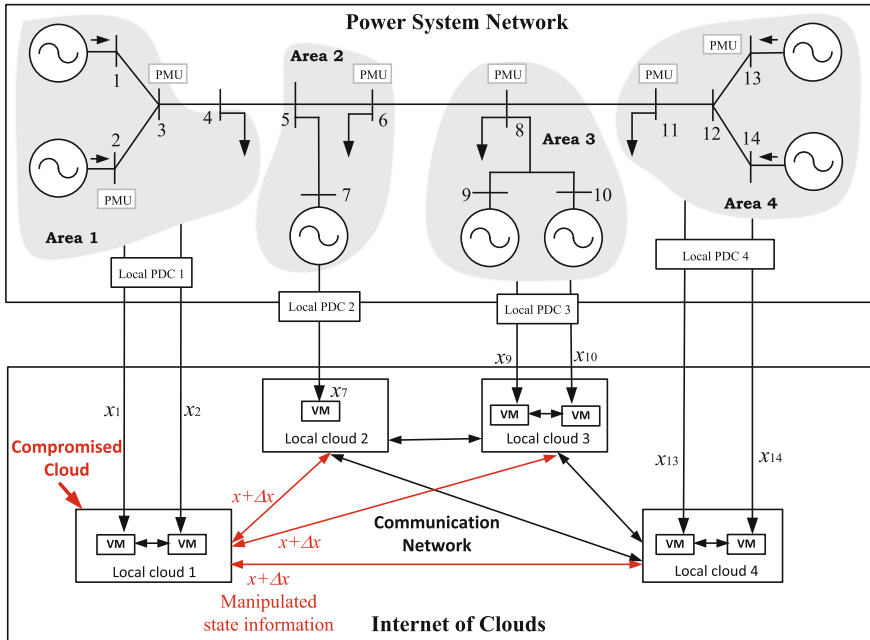 Power System Network
Area 2
PMU
PMU
PMU
PMU
PMU
1
13
3
4
5
6
8
11
12
2
14
Area 3
PMU
7
9
10
Area 4
Area 1
Local PDC 1
Local PDC 4
Local PDC 2
Local PDC 3
x9
x10
x7
x1
x2
VM
VM
VM
Local cloud 2
Local cloud 3
Compromised
Cloud
x13
x14
x+Δx
Communication
Network
x+Δx
VM
VM
VM
VM
Local cloud 1
Local cloud 4
x+Δx
Manipulated
state information
Internet of Clouds